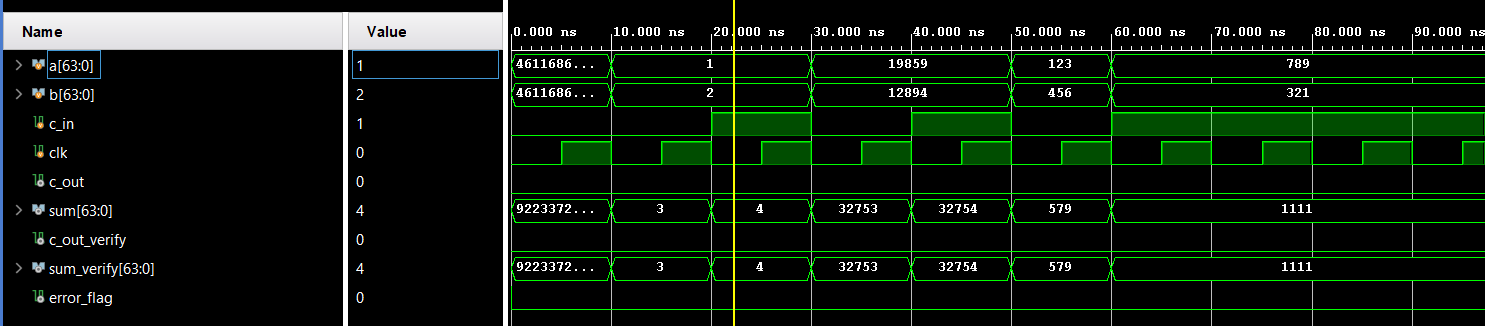 Name Value
0.000 ns 10.000 ns 20.000 ns 30.000 ns 40.000 ns 50.000 ns 60.000 ns 70.000 ns 80.000 ns 90.000 ns
a[63:0] 1 4611686... 1 19859 123 789
b[63:0] 2 4611686... 2 12894 456 321
c_in 1
clk 0
c_out 0
sum[63:0] 4 9223372... 3 4 32753 32754 579 1111
c_out_verify 0
sum_verify[63:0] 4 9223372... 3 4 32753 32754 579 1111
error_flag 0